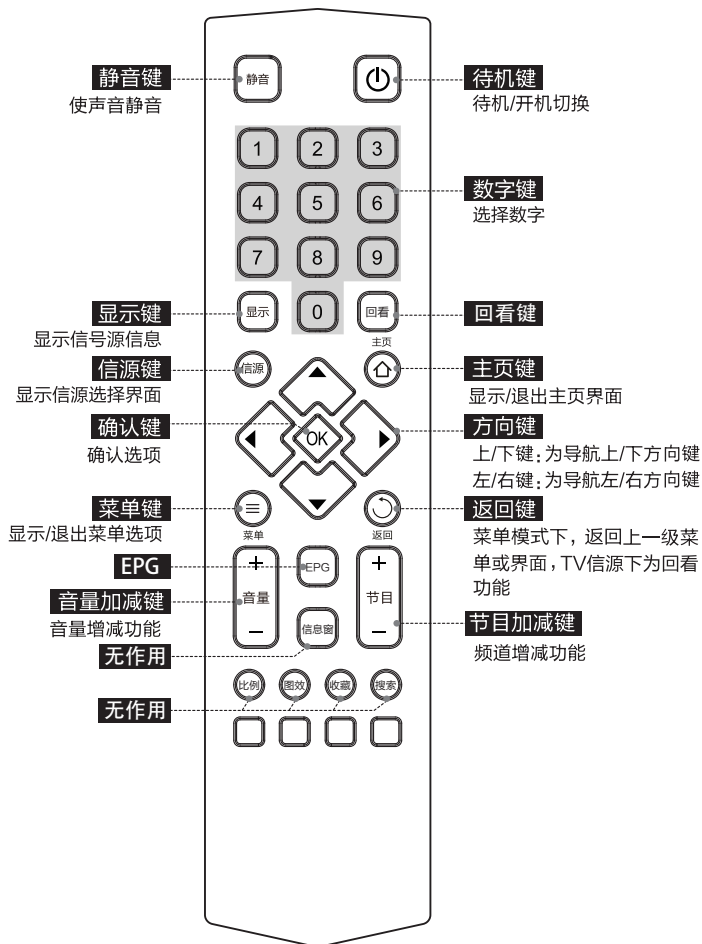 静音键
使声音静音
静音
待机键
待机/开机切换
1
2
3
4
5
6
数字键
选择数字
7
8
9
显示键
显示信号源信息
显示
0
回看
回看键
主页
信源键
显示信源选择界面
信源
主页键
显示/退出主页界面
确认键
确认选项
OK
方向键
上/下键:为导航上/下方向键
左/右键:为导航左/右方向键
菜单键
显示/退出菜单选项
菜单
返回
返回键
菜单模式下, 返回上一级菜
单或界面,TV信源下为回看
功能
EPG
EPG
+
音量
−
+
节目
−
音量加减键
音量增减功能
信息窗
节目加减键
频道增减功能
无作用
比例
图效
收藏
搜索
无作用